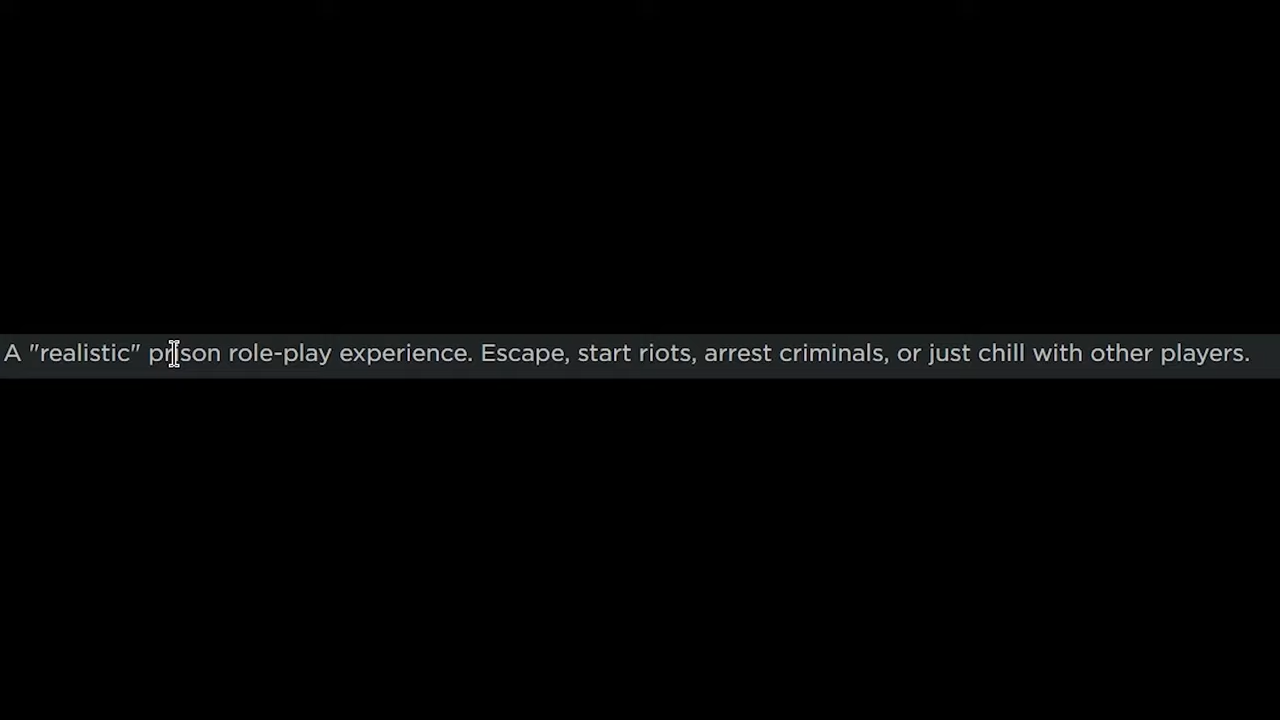 A "realistic" prison role-play experience. Escape, start riots, arrest criminals, or just chill with other players.